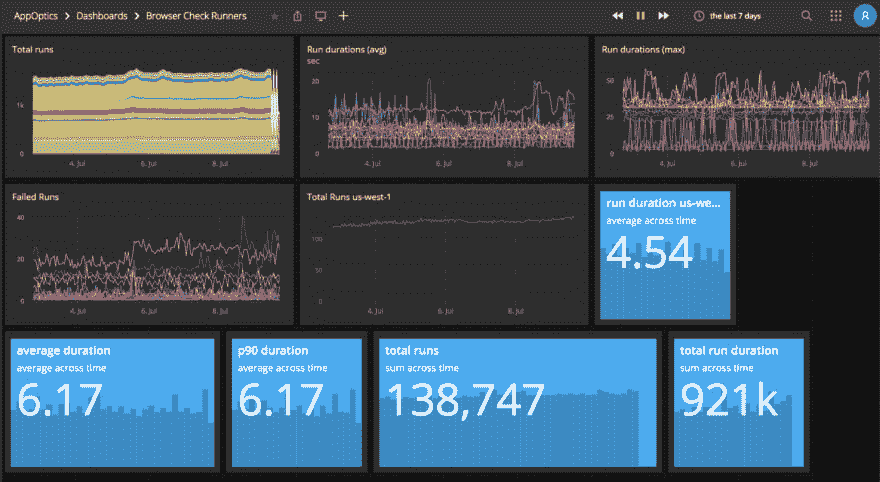 AppOptics > Dashboards > Browser Check Runners
the last 7 days
Total runs
1k
0
4. Jul 6. Jul 8. Jul
Run durations (avg)
sec
20
10
0
4. Jul 6. Jul 8. Jul
Run durations (max)
50
25
0
4. Jul 6. Jul 8. Jul
Failed Runs
40
20
0
4. Jul 6. Jul 8. Jul
Total Runs us-west-1
100
50
0
4. Jul 6. Jul 8. Jul
run duration us-we...
average across time
4.54
average duration
average across time
6.17
p90 duration
average across time
6.17
total runs
sum across time
138,747
total run duration
sum across time
921k